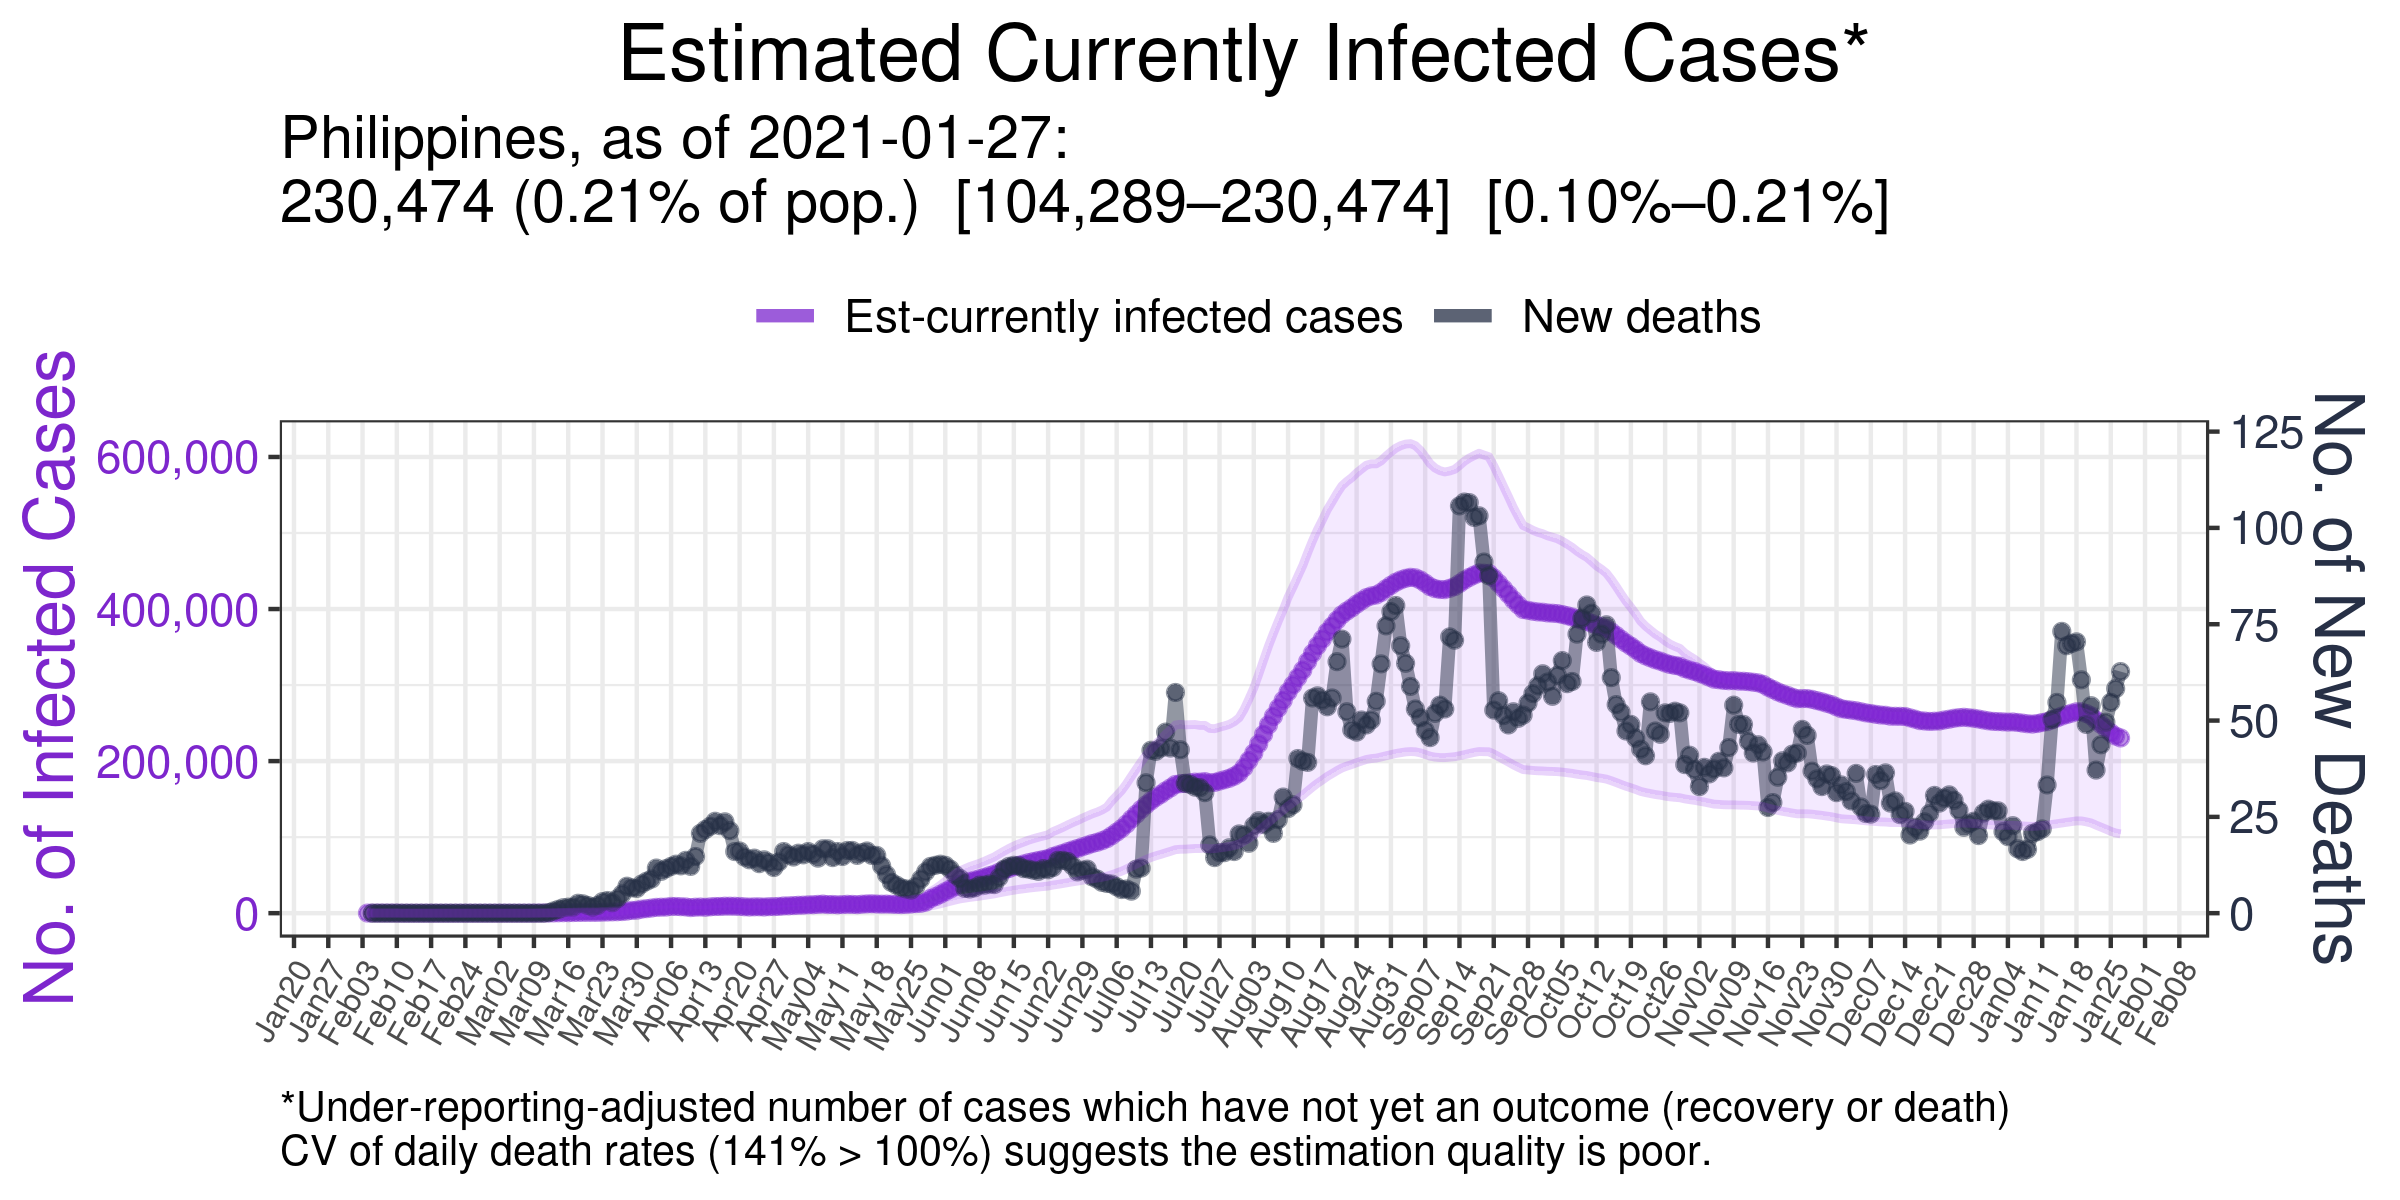 Estimated Currently Infected Cases*
Philippines, as of 2021-01-27:
230,474 (0.21% of pop.) [104,289–230,474] [0.10%–0.21%]
Est-currently infected cases
New deaths
No. of Infected Cases
600,000
400,000
200,000
0
125
100
75
50
25
0
No. of New Deaths
Jan20
Jan27
Feb03
Feb10
Feb17
Feb24
Mar02
Mar09
Mar16
Mar23
Mar30
Apr06
Apr13
Apr20
Apr27
May04
May11
May18
May25
Jun01
Jun08
Jun15
Jun22
Jun29
Jul06
Jul13
Jul20
Jul27
Aug03
Aug10
Aug17
Aug24
Aug31
Sep07
Sep14
Sep21
Sep28
Oct05
Oct12
Oct19
Oct26
Nov02
Nov09
Nov16
Nov23
Nov30
Dec07
Dec14
Dec21
Dec28
Jan04
Jan11
Jan18
Jan25
Feb01
Feb08
*Under-reporting-adjusted number of cases which have not yet an outcome (recovery or death)
CV of daily death rates (141% > 100%) suggests the estimation quality is poor.